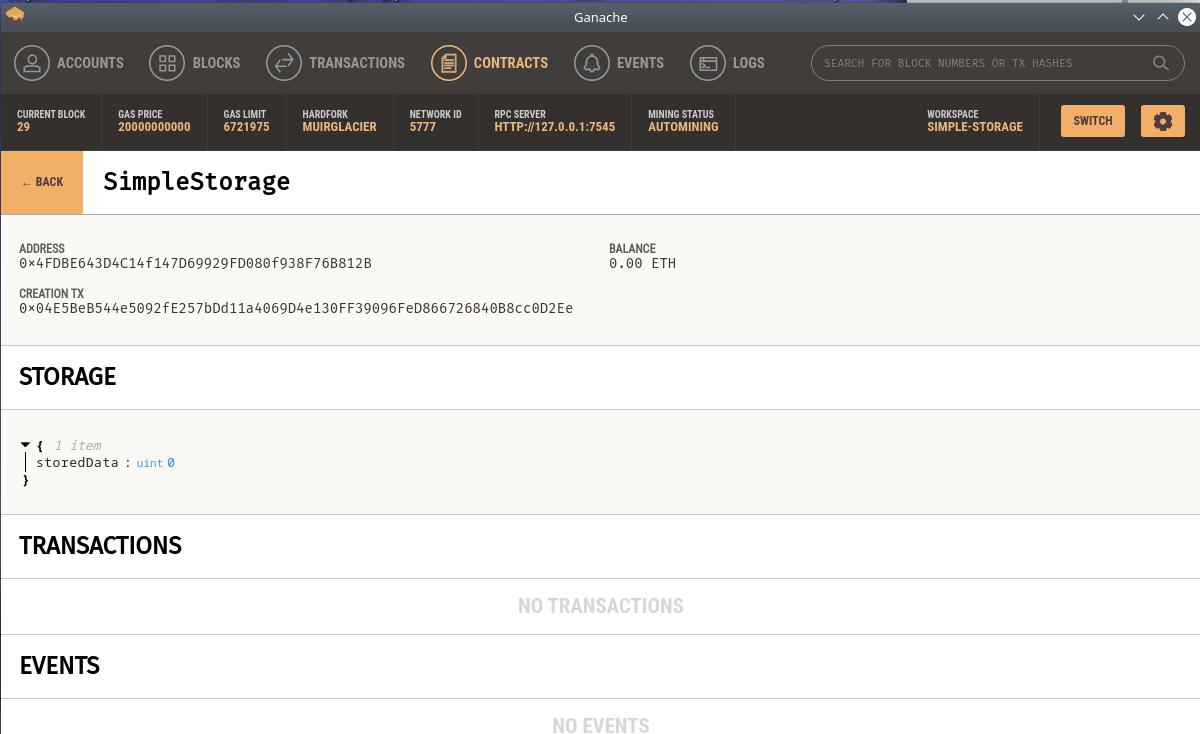 Ganache
ACCOUNTS BLOCKS TRANSACTIONS CONTRACTS EVENTS LOGS SEARCH FOR BLOCK NUMBERS OR TX HASHES
CURRENT BLOCK GAS PRICE GAS LIMIT HARDFORK NETWORK ID RPC SERVER MINING STATUS WORKSPACE
29 20000000000 6721975 MUIRGLACIER 5777 HTTP://127.0.0.1:7545 AUTOMINING SIMPLE-STORAGE SWITCH
← BACK SimpleStorage
ADDRESS BALANCE
0×4FDBE643D4C14f147D69929FD080f938F76B812B 0.00 ETH
CREATION TX
0×04E5BeB544e5092fE257bDd11a4069D4e130FF39096FeD866726840B8cc0D2Ee
STORAGE
{ 1 item
storedData : uint 0
}
TRANSACTIONS
NO TRANSACTIONS
EVENTS
NO EVENTS